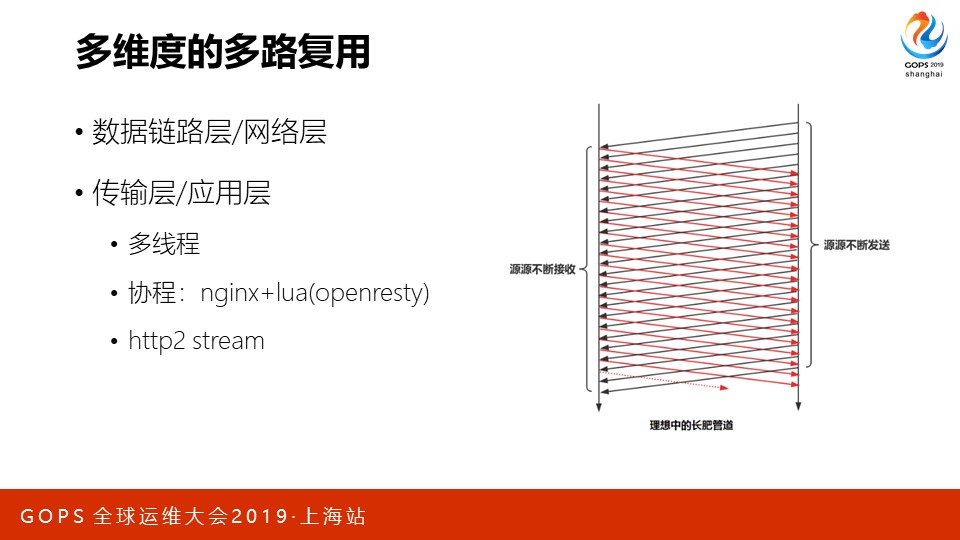 多维度的多路复用
GOPS 2019
shanghai
• 数据链路层/网络层
• 传输层/应用层
• 多线程
• 协程：nginx+lua(openresty)
• http2 stream
源源不断接收
源源不断发送
理想中的长肥管道
GOPS 全球运维大会2019·上海站